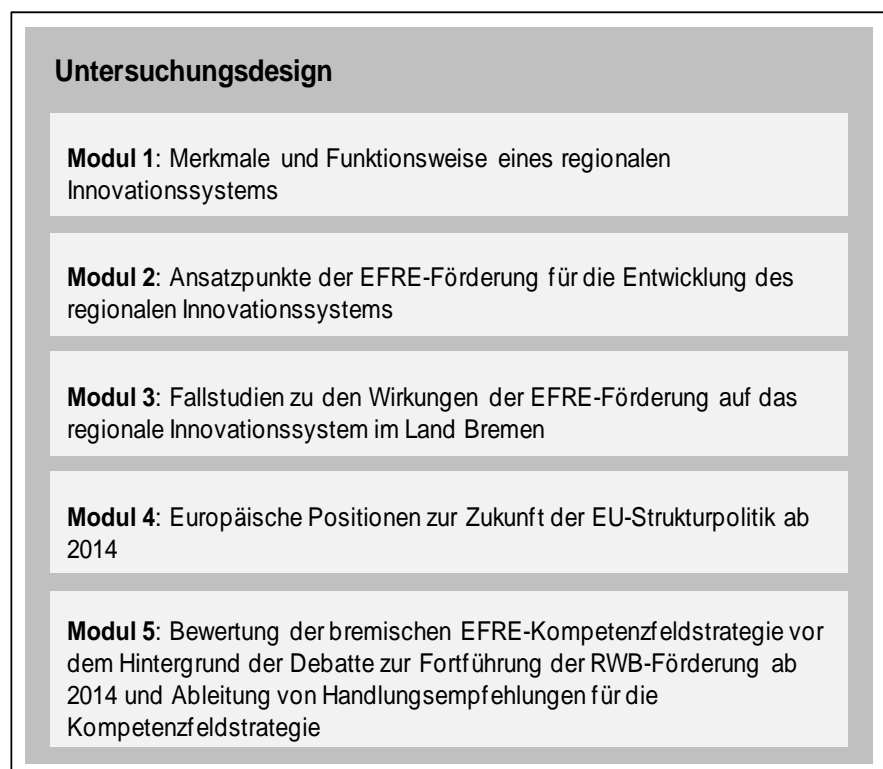 Untersuchungsdesign
Modul 1: Merkmale und Funktionsweise eines regionalen
Innovationssystems
Modul 2: Ansatzpunkte der EFRE-Förderung für die Entwicklung des
regionalen Innovationssystems
Modul 3: Fallstudien zu den Wirkungen der EFRE-Förderung auf das
regionale Innovationssystem im Land Bremen
Modul 4: Europäische Positionen zur Zukunft der EU-Strukturpolitik ab
2014
Modul 5: Bewertung der bremischen EFRE-Kompetenzfeldstrategie vor
dem Hintergrund der Debatte zur Fortführung der RWB-Förderung ab
2014 und Ableitung von Handlungsempfehlungen für die
Kompetenzfeldstrategie